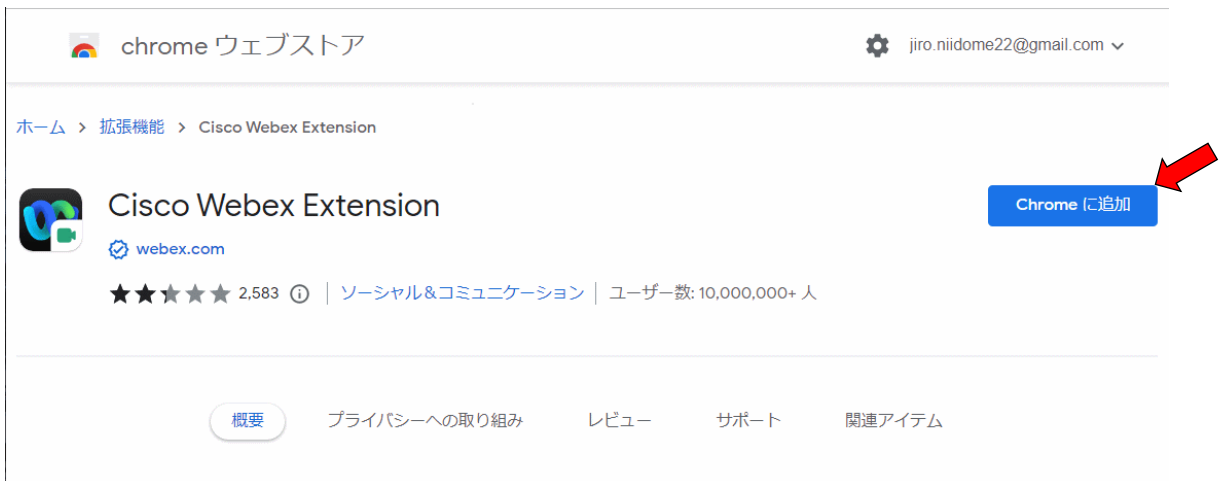 chrome ウェブストア
jiro.niidome22@gmail.com
ホーム > 拡張機能 > Cisco Webex Extension
Cisco Webex Extension
Chrome に追加
webex.com
2,583 ソーシャル＆コミュニケーション ユーザー数: 10,000,000+ 人
概要 プライバシーへの取り組み レビュー サポート 関連アイテム